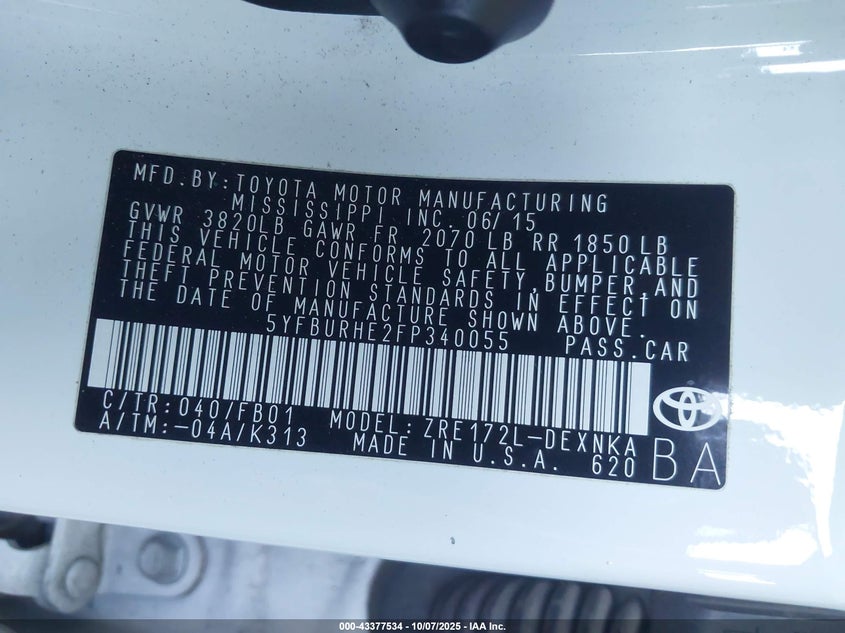 MFD.BY:TOYOTA MOTOR MANUFACTURING
MISSISSIPPI INC 06/15
GVWR 3820LB GAWR FR 2070 LB RR 1850 LB
THIS VEHICLE CONFORMS TO ALL APPLICABLE
FEDERAL MOTOR VEHICLE SAFETY,BUMPER,AND
THEFT PREVENTION STANDARDS IN EFFECT ON
THE DATE OF MANUFACTURE SHOWN ABOVE.
5YFBURHE2FP340055 PASS.CAR
C/TR:040/FB01 MODEL:ZRE172L-DEXNKA
A/TM:-04A/K313 MADE IN U.S.A. 620
BA
000-43377534 - 10/07/2025 - IAA Inc.